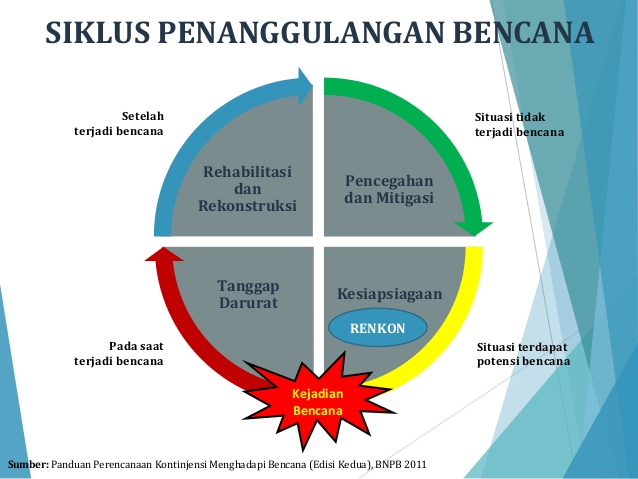 SIKLUS PENANGGULANGAN BENCANA
Setelah
terjadi bencana
Situasi tidak
terjadi bencana
Rehabilitasi
dan
Rekonstruksi
Pencegahan
dan Mitigasi
Tanggap
Darurat
Kesiapsiagaan
RENKON
Pada saat
terjadi bencana
Situasi terdapat
potensi bencana
Kejadian
Bencana
Sumber: Panduan Perencanaan Kontinjensi Menghadapi Bencana (Edisi Kedua), BNPB 2011